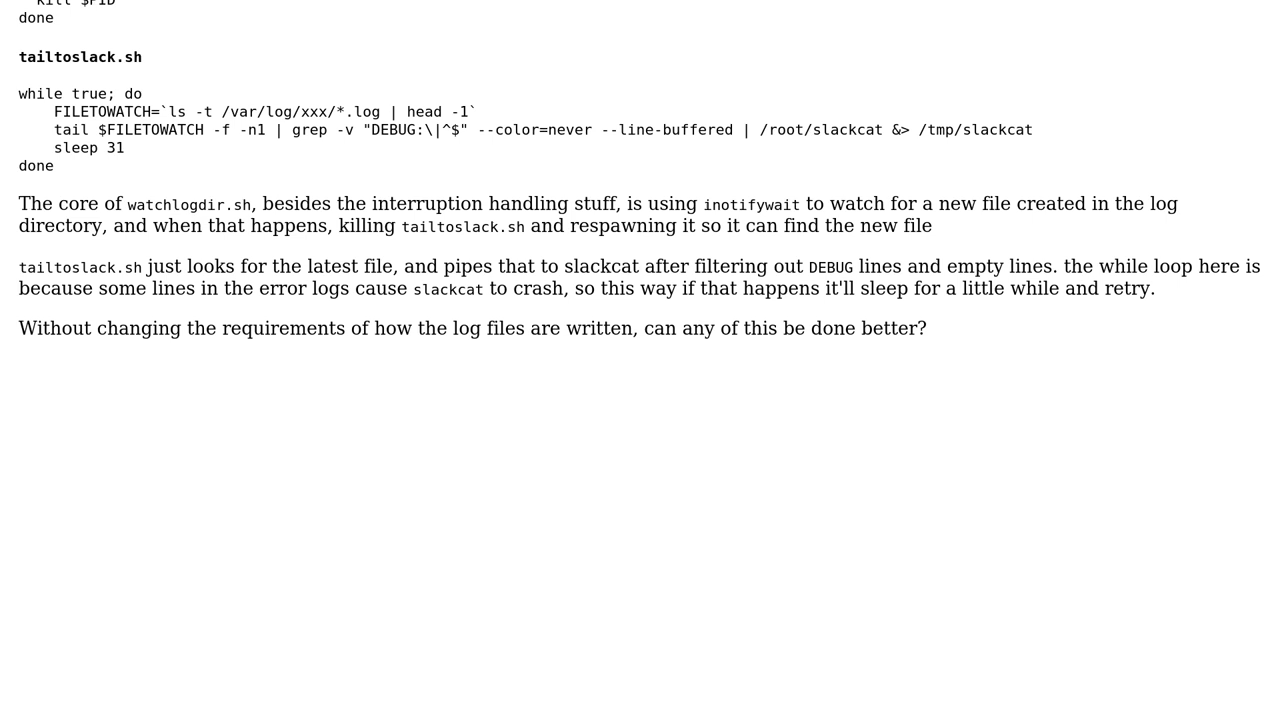 kill $PID
done
tailtoslack.sh
while true; do
    FILETOWATCH=`ls -t /var/log/xxx/*.log | head -1`
    tail $FILETOWATCH -f -n1 | grep -v "DEBUG:\|^$" --color=never --line-buffered | /root/slackcat &> /tmp/slackcat
    sleep 31
done
The core of watchlogdir.sh, besides the interruption handling stuff, is using inotifywait to watch for a new file created in the log
directory, and when that happens, killing tailtoslack.sh and respawning it so it can find the new file
tailtoslack.sh just looks for the latest file, and pipes that to slackcat after filtering out DEBUG lines and empty lines. the while loop here is
because some lines in the error logs cause slackcat to crash, so this way if that happens it'll sleep for a little while and retry.
Without changing the requirements of how the log files are written, can any of this be done better?